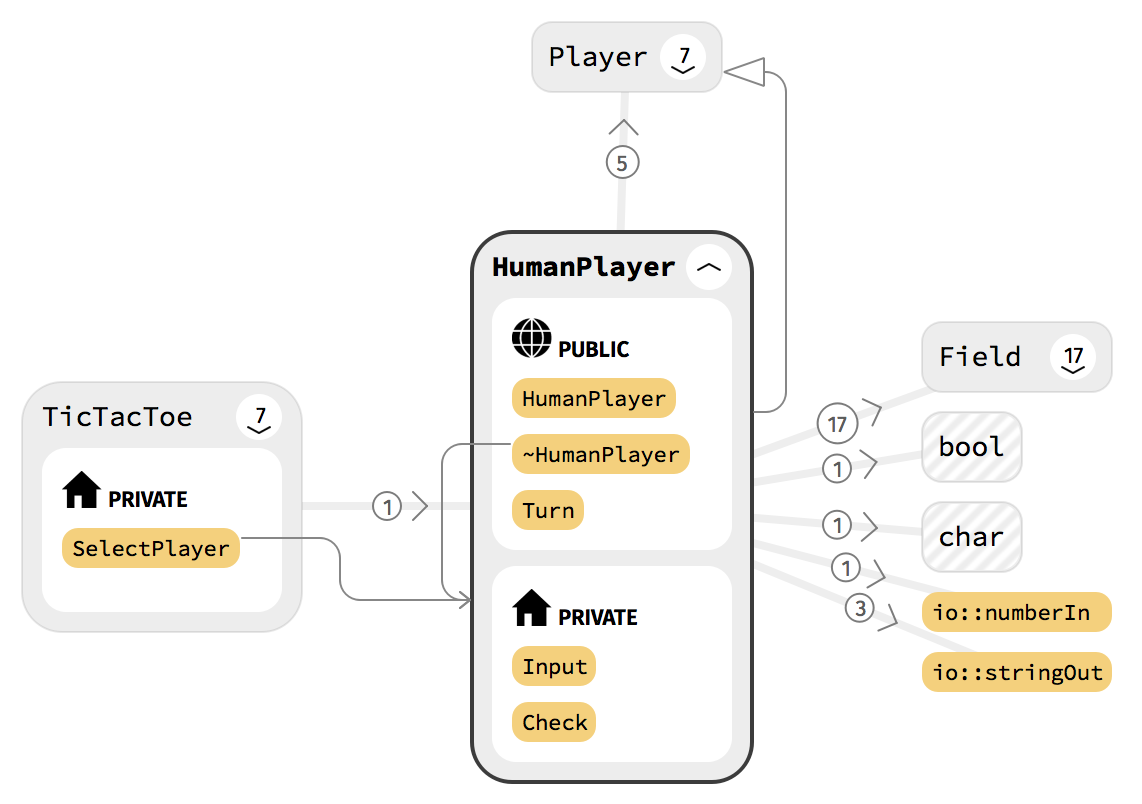 Player 7
5
HumanPlayer
PUBLIC
HumanPlayer
~HumanPlayer
Turn
PRIVATE
Input
Check
TicTacToe 7
PRIVATE
SelectPlayer
1
Field 17
17
bool
1
char
1
io::numberIn
1
io::stringOut
3